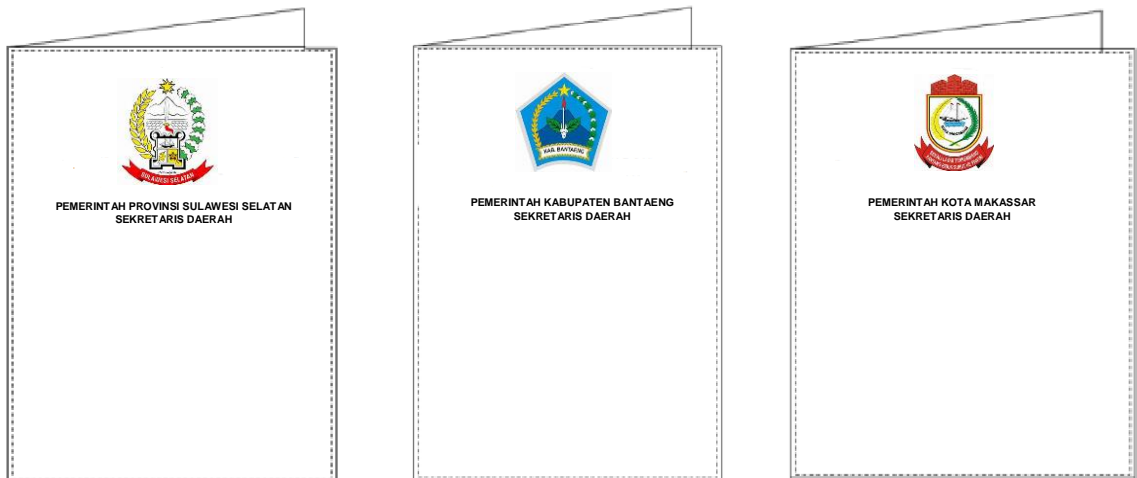 SULAWESI SELATAN
PEMERINTAH PROVINSI SULAWESI SELATAN
SEKRETARIS DAERAH
KAB. BANTAENG
PEMERINTAH KABUPATEN BANTAENG
SEKRETARIS DAERAH
PEMERINTAH KOTA MAKASSAR
SEKRETARIS DAERAH